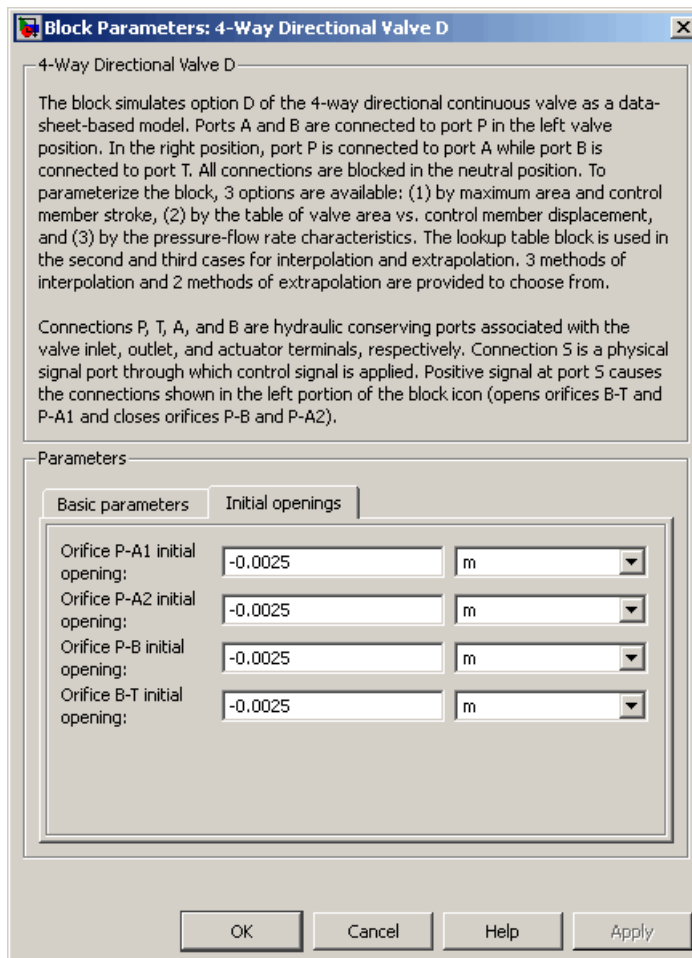 Block Parameters: 4-Way Directional Valve D
4-Way Directional Valve D
The block simulates option D of the 4-way directional continuous valve as a data-
sheet-based model. Ports A and B are connected to port P in the left valve
position. In the right position, port P is connected to port A while port B is
connected to port T. All connections are blocked in the neutral position. To
parameterize the block, 3 options are available: (1) by maximum area and control
member stroke, (2) by the table of valve area vs. control member displacement,
and (3) by the pressure-flow rate characteristics. The lookup table block is used in
the second and third cases for interpolation and extrapolation. 3 methods of
interpolation and 2 methods of extrapolation are provided to choose from.
Connections P, T, A, and B are hydraulic conserving ports associated with the
valve inlet, outlet, and actuator terminals, respectively. Connection S is a physical
signal port through which control signal is applied. Positive signal at port S causes
the connections shown in the left portion of the block icon (opens orifices B-T and
P-A1 and closes orifices P-B and P-A2).
Parameters
Basic parameters Initial openings
Orifice P-A1 initial
opening:
-0.0025 m
Orifice P-A2 initial
opening:
-0.0025 m
Orifice P-B initial
opening:
-0.0025 m
Orifice B-T initial
opening:
-0.0025 m
OK Cancel Help Apply